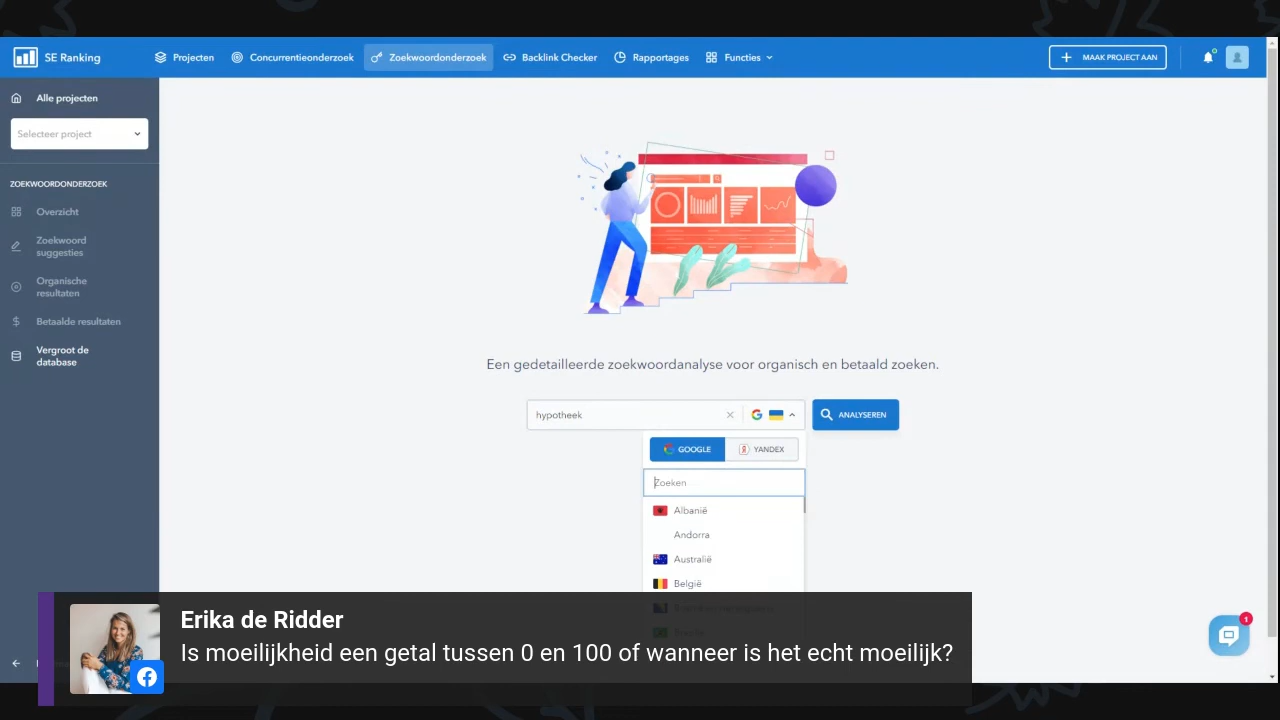 SE Ranking
Projecten
Concurrentieonderzoek
Zoekwoordonderzoek
Backlink Checker
Rapportages
Functies
MAAK PROJECT AAN
Alle projecten
Selecteer project
ZOEKWOORDONDERZOEK
Overzicht
Zoekwoord
suggesties
Organische
resultaten
Betaalde resultaten
Vergroot de
database
Een gedetailleerde zoekwoordanalyse voor organisch en betaald zoeken.
hypotheek
ANALYSEREN
GOOGLE
YANDEX
Zoeken
Albanië
Andorra
Australië
België
1
Erika de Ridder
Is moeilijkheid een getal tussen 0 en 100 of wanneer is het echt moeilijk?